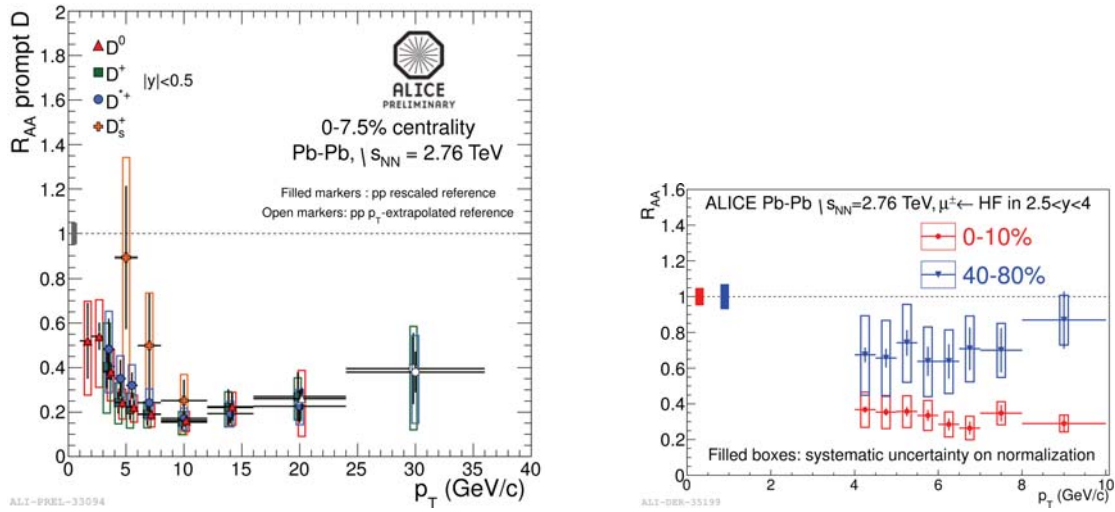 R_AA prompt D
2
1.8
1.6
1.4
1.2
1
0.8
0.6
0.4
0.2
0
D^0
D^+
D^*+
D_s^+
|y|<0.5
ALICE
PRELIMINARY
0-7.5% centrality
Pb-Pb, \ s_NN = 2.76 TeV
Filled markers : pp rescaled reference
Open markers: pp p_T-extrapolated reference
0 5 10 15 20 25 30 35 40
p_T (GeV/c)
ALI-PREL-33094
R_AA
1.6
1.4
1.2
1
0.8
0.6
0.4
0.2
0
ALICE Pb-Pb \ s_NN=2.76 TeV, μ^±← HF in 2.5<y<4
0-10%
40-80%
Filled boxes: systematic uncertainty on normalization
0 2 4 6 8 10
p_T (GeV/c)
ALI-DER-35199